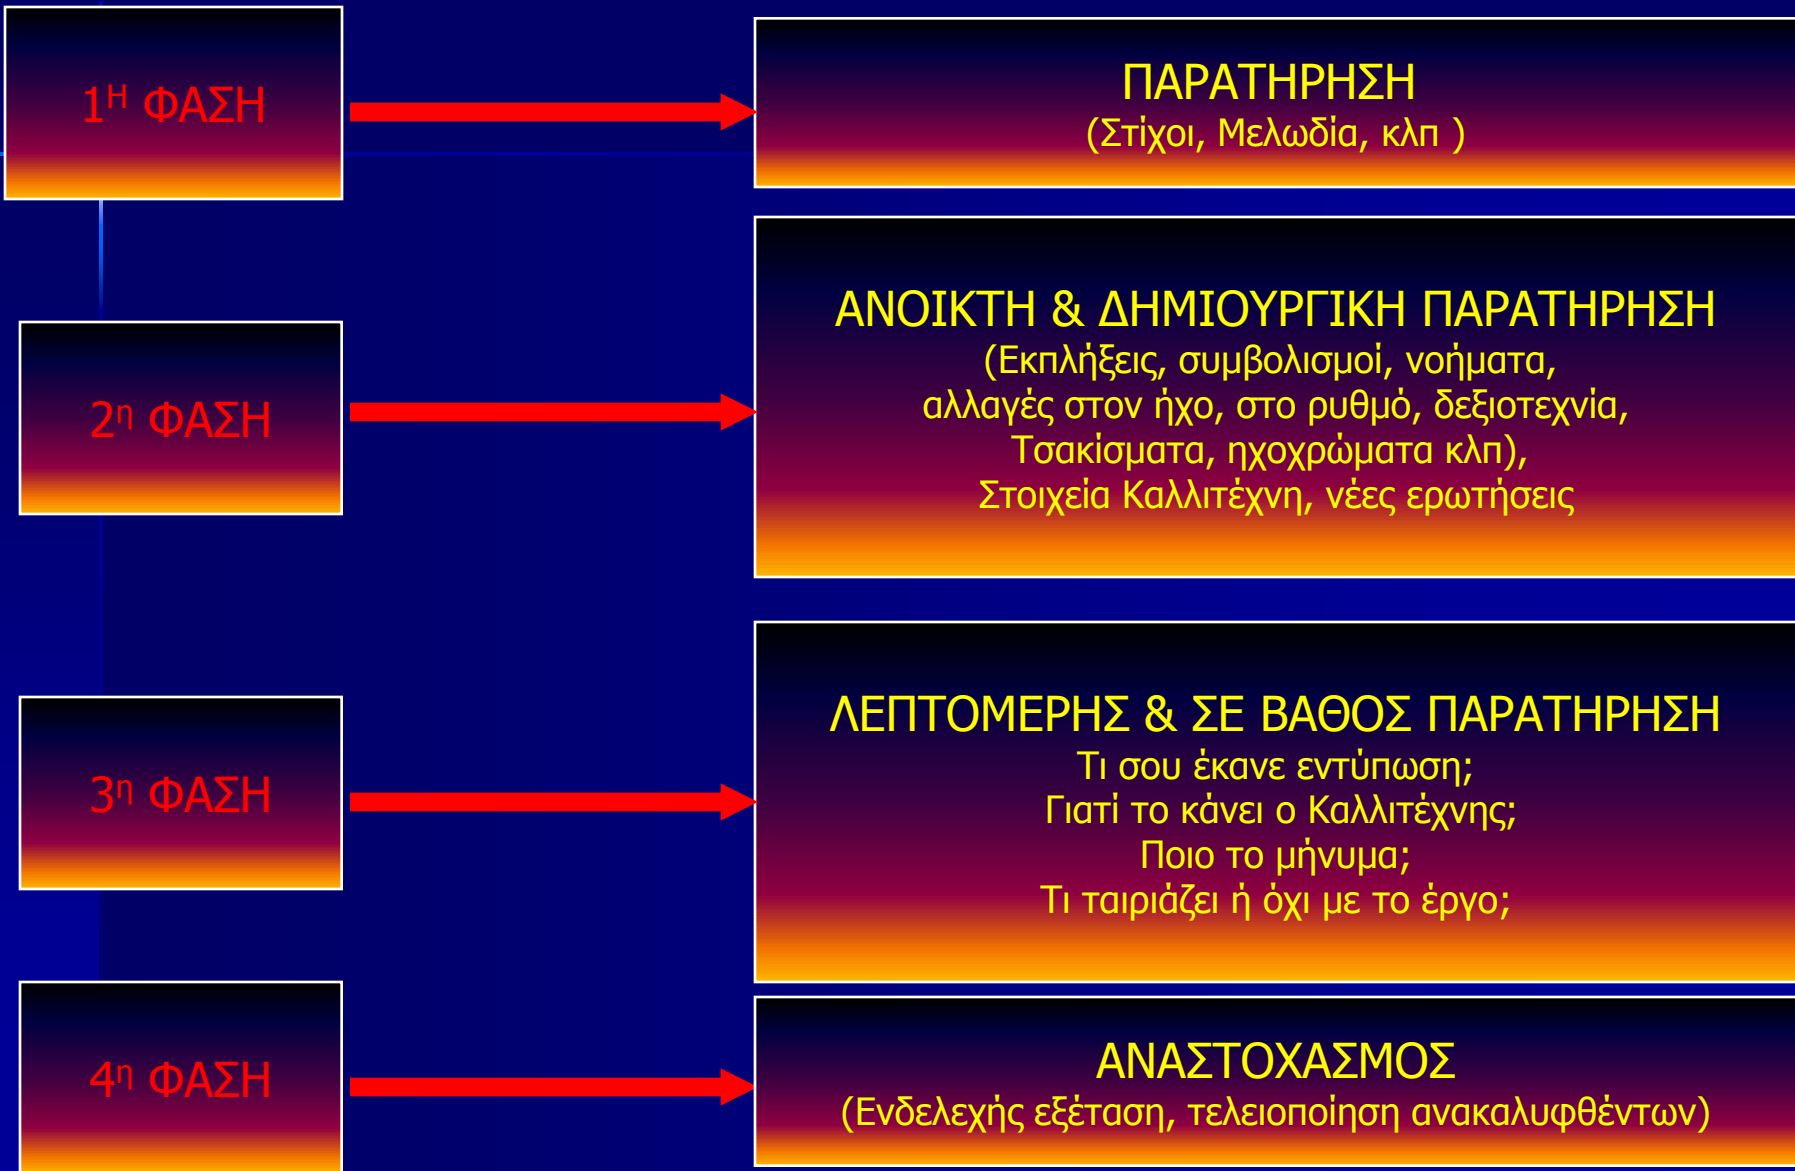 1Η ΦΑΣΗ
ΠΑΡΑΤΗΡΗΣΗ
(Στίχοι, Μελωδία, κλπ )
2η ΦΑΣΗ
ΑΝΟΙΚΤΗ & ΔΗΜΙΟΥΡΓΙΚΗ ΠΑΡΑΤΗΡΗΣΗ
(Εκπλήξεις, συμβολισμοί, νοήματα,
αλλαγές στον ήχο, στο ρυθμό, δεξιοτεχνία,
Τσακίσματα, ηχοχρώματα κλπ),
Στοιχεία Καλλιτέχνη, νέες ερωτήσεις
3η ΦΑΣΗ
ΛΕΠΤΟΜΕΡΗΣ & ΣΕ ΒΑΘΟΣ ΠΑΡΑΤΗΡΗΣΗ
Τι σου έκανε εντύπωση;
Γιατί το κάνει ο Καλλιτέχνης;
Ποιο το μήνυμα;
Τι ταιριάζει ή όχι με το έργο;
4η ΦΑΣΗ
ΑΝΑΣΤΟΧΑΣΜΟΣ
(Ενδελεχής εξέταση, τελειοποίηση ανακαλυφθέντων)